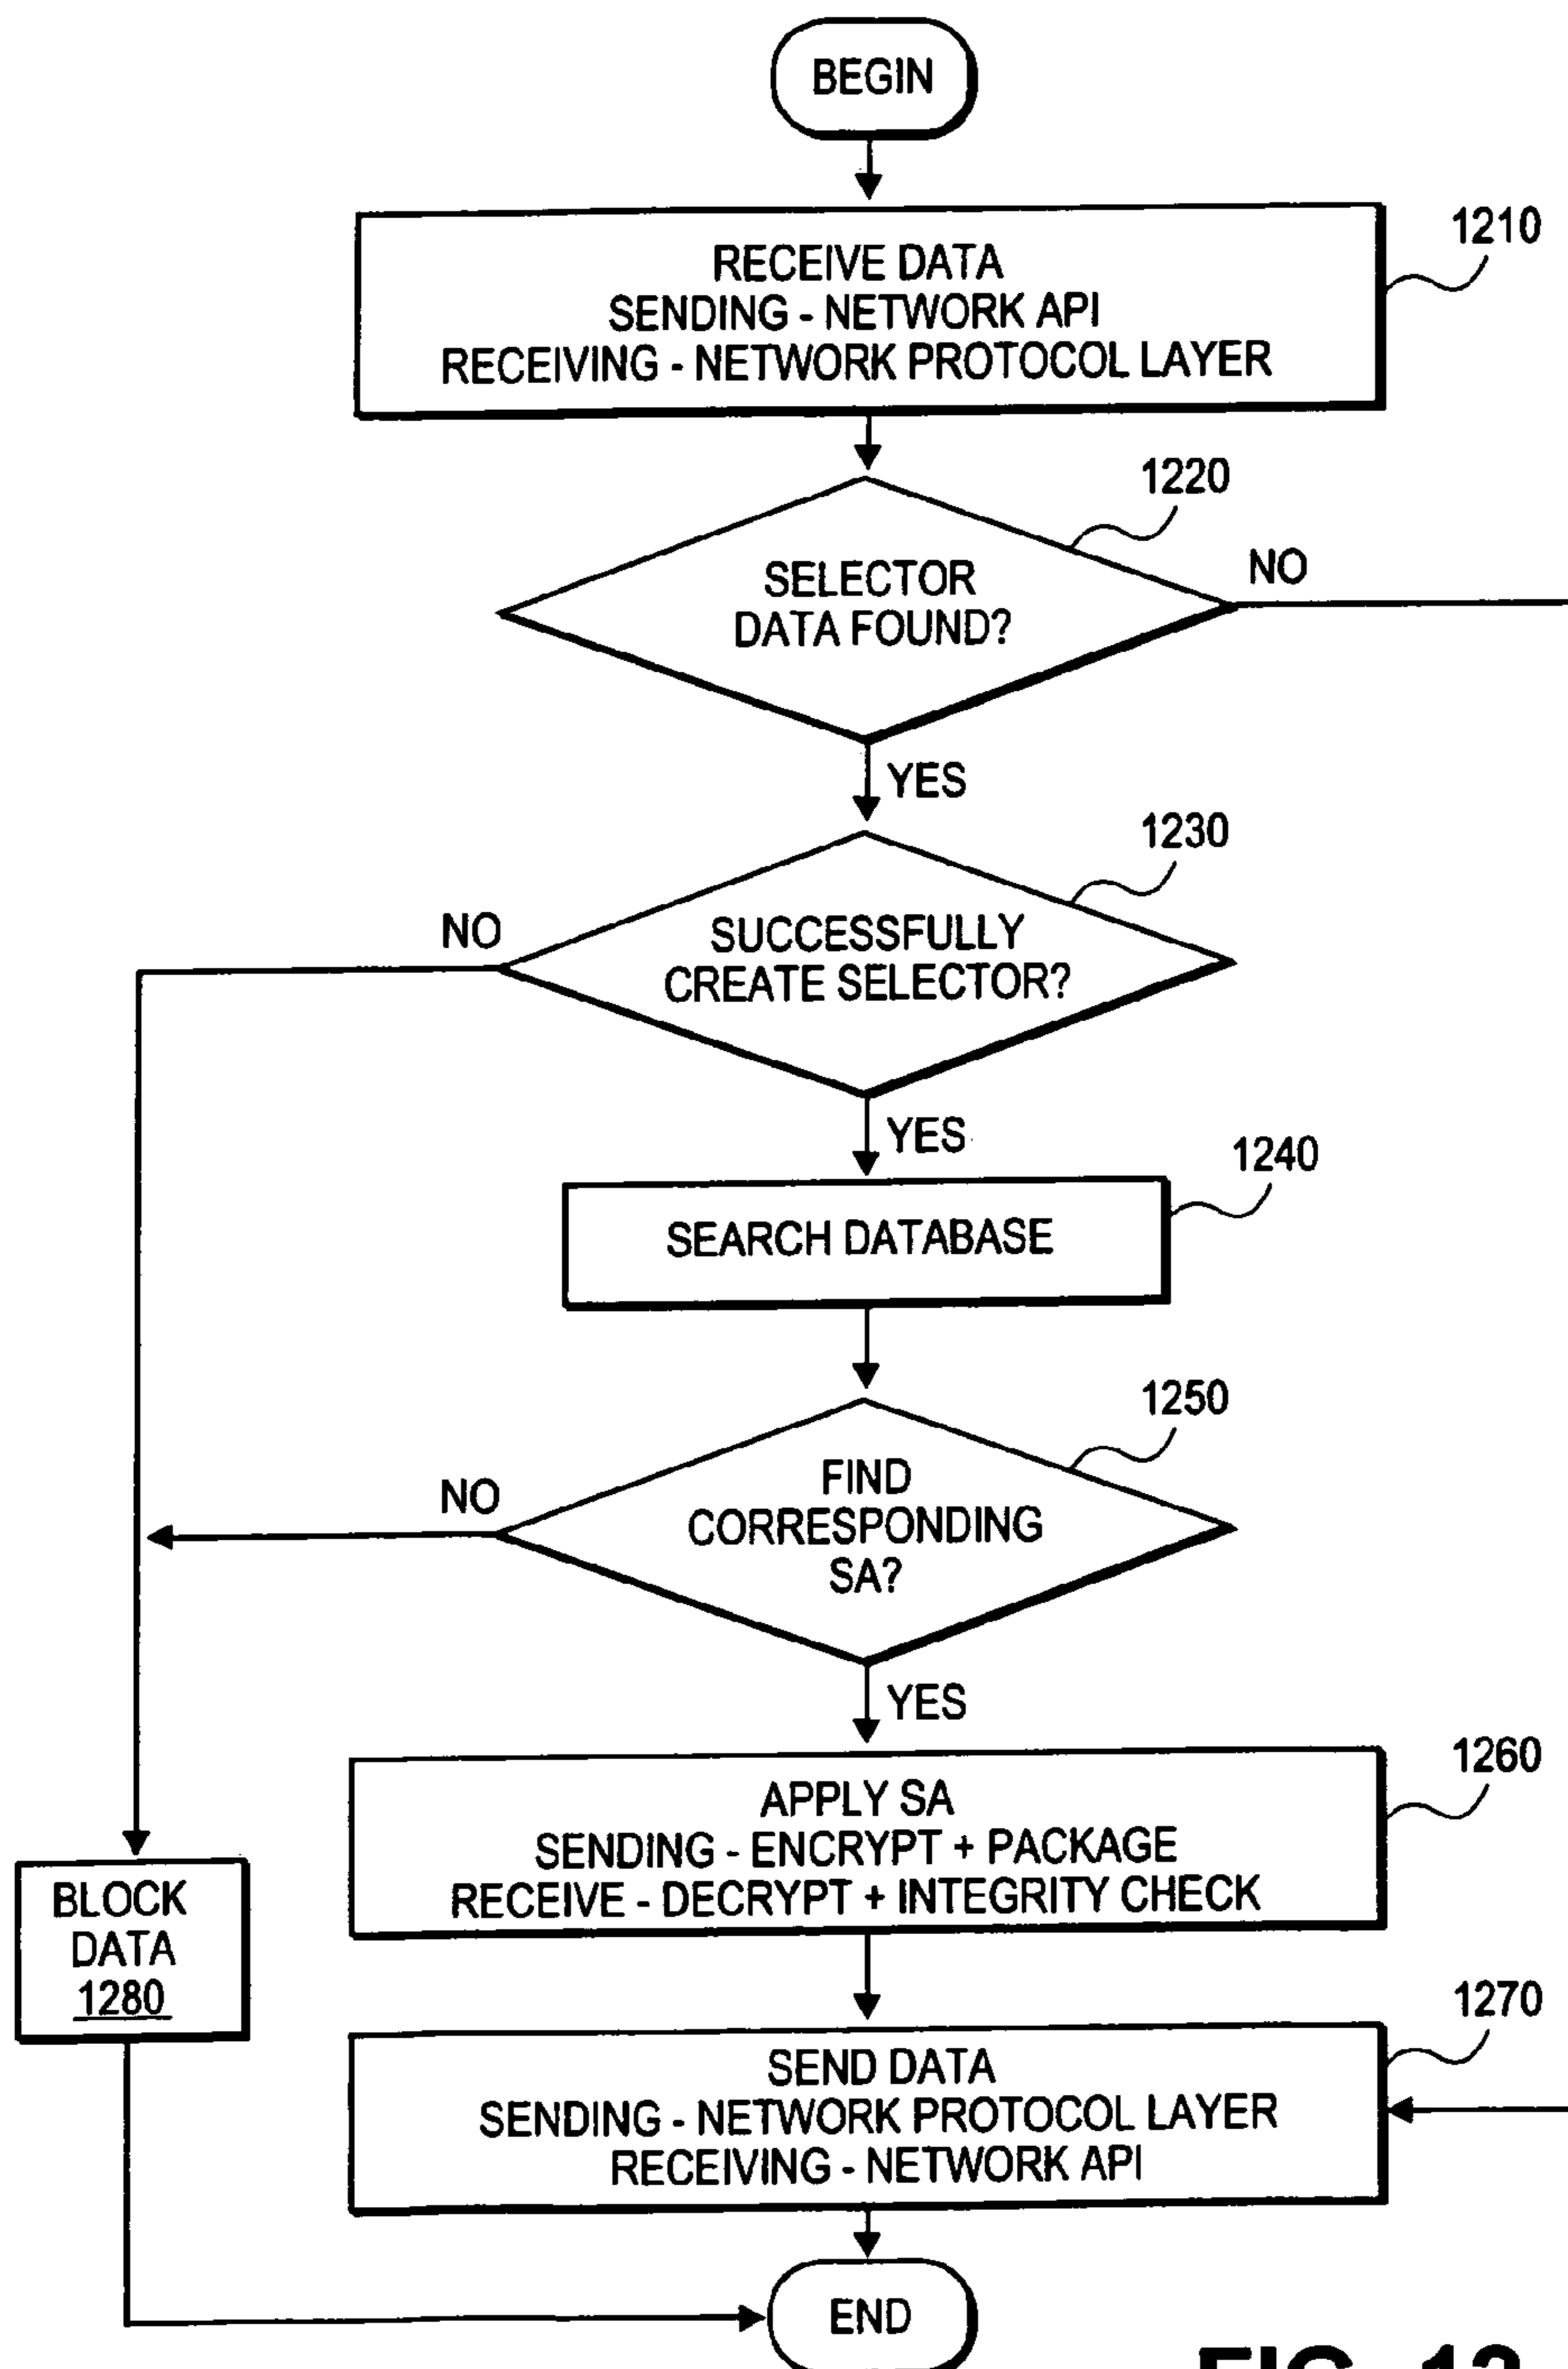 BEGIN
RECEIVE DATA
SENDING - NETWORK API
RECEIVING - NETWORK PROTOCOL LAYER
1210
1220
SELECTOR
DATA FOUND?
NO
YES
1230
SUCCESSFULLY
CREATE SELECTOR?
NO
YES
1240
SEARCH DATABASE
1250
FIND
CORRESPONDING
SA?
NO
YES
1260
APPLY SA
SENDING - ENCRYPT + PACKAGE
RECEIVE - DECRYPT + INTEGRITY CHECK
BLOCK
DATA
1280
1270
SEND DATA
SENDING - NETWORK PROTOCOL LAYER
RECEIVING - NETWORK API
END